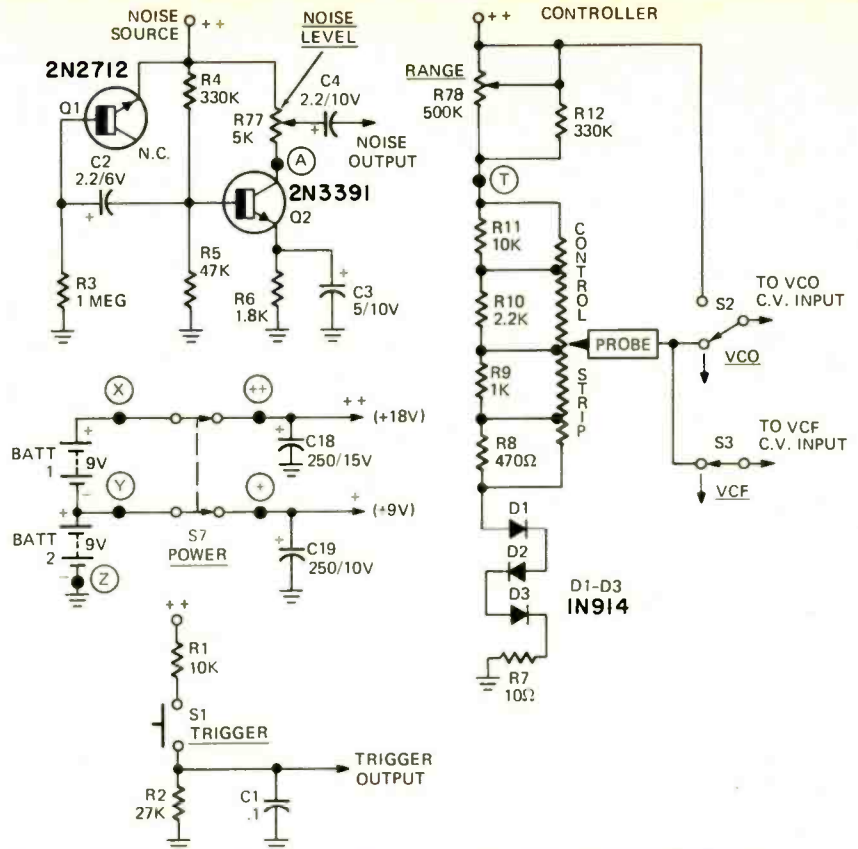 NOISE
SOURCE
++
NOISE
LEVEL
2N2712
Q1
N.C.
R4
330K
C4
2.2/10V
+
R77
5K
NOISE
OUTPUT
C2
2.2/6V
+
A
2N3391
Q2
R3
1 MEG
R5
47K
R6
1.8K
+
C3
5/10V
++
CONTROLLER
RANGE
R78
500K
R12
330K
T
R11
10K
R10
2.2K
R9
1K
R8
470Ω
CONTROL
STRIP
PROBE
S2
TO VCO
C.V. INPUT
VCO
S3
TO VCF
C.V. INPUT
VCF
D1
D2
D3
D1-D3
1N914
R7
10Ω
X
++
++
(+18V)
+
BATT
1
9V
−
+
C18
250/15V
Y
+
+
(+9V)
+
BATT
2
9V
−
Z
S7
POWER
+
C19
250/10V
++
R1
10K
S1
TRIGGER
TRIGGER
OUTPUT
R2
27K
C1
.1